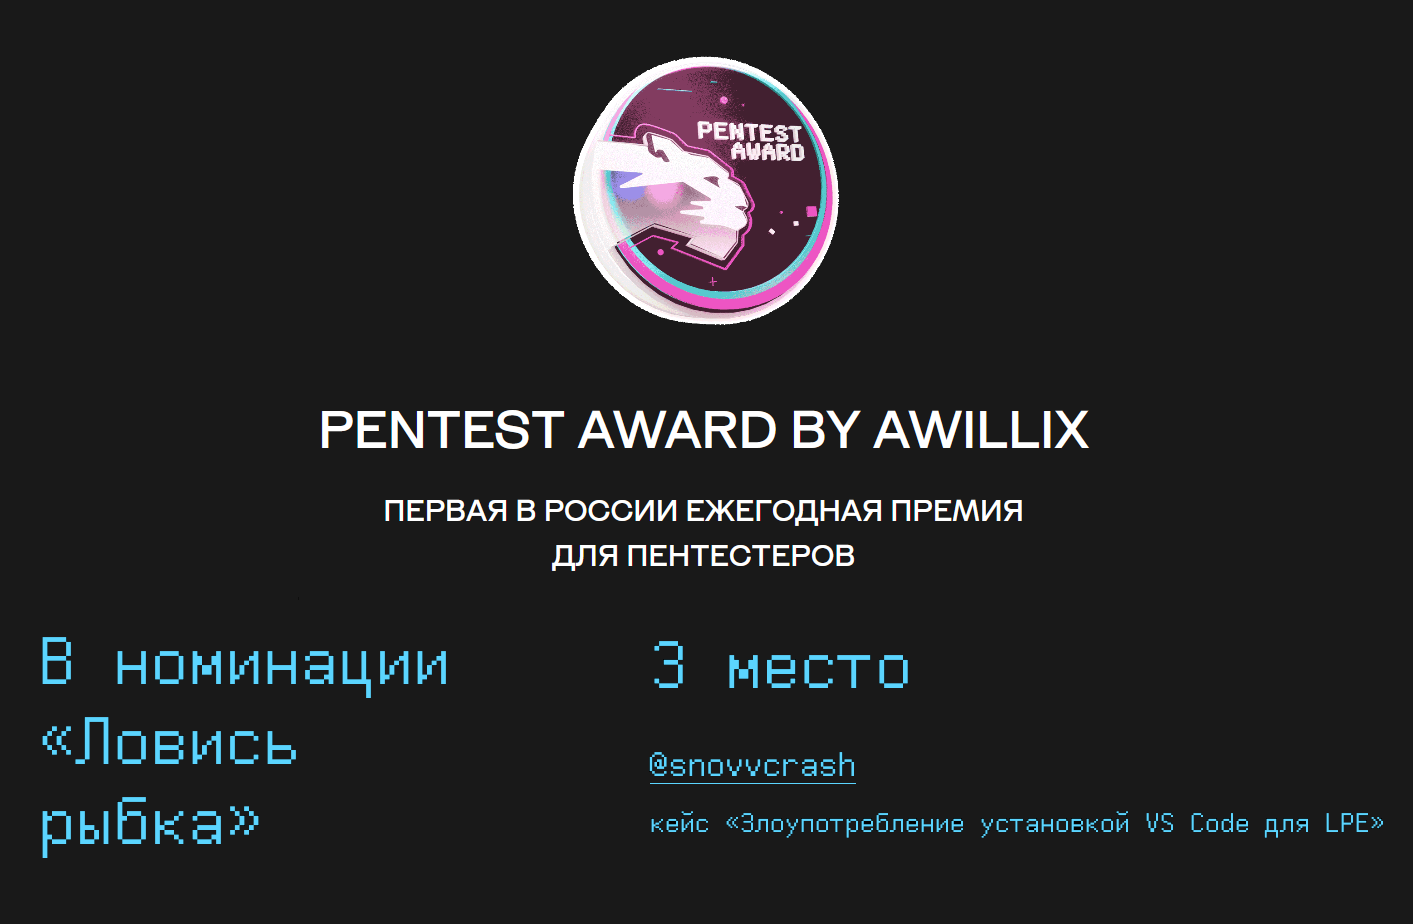 PENTEST
AWARD
PENTEST AWARD BY AWILLIX
ПЕРВАЯ В РОССИИ ЕЖЕГОДНАЯ ПРЕМИЯ
ДЛЯ ПЕНТЕСТЕРОВ
В номинации
«Ловись
рыбка»
3 место
@snovvcrash
кейс «Злоупотребление установкой VS Code для LPE»